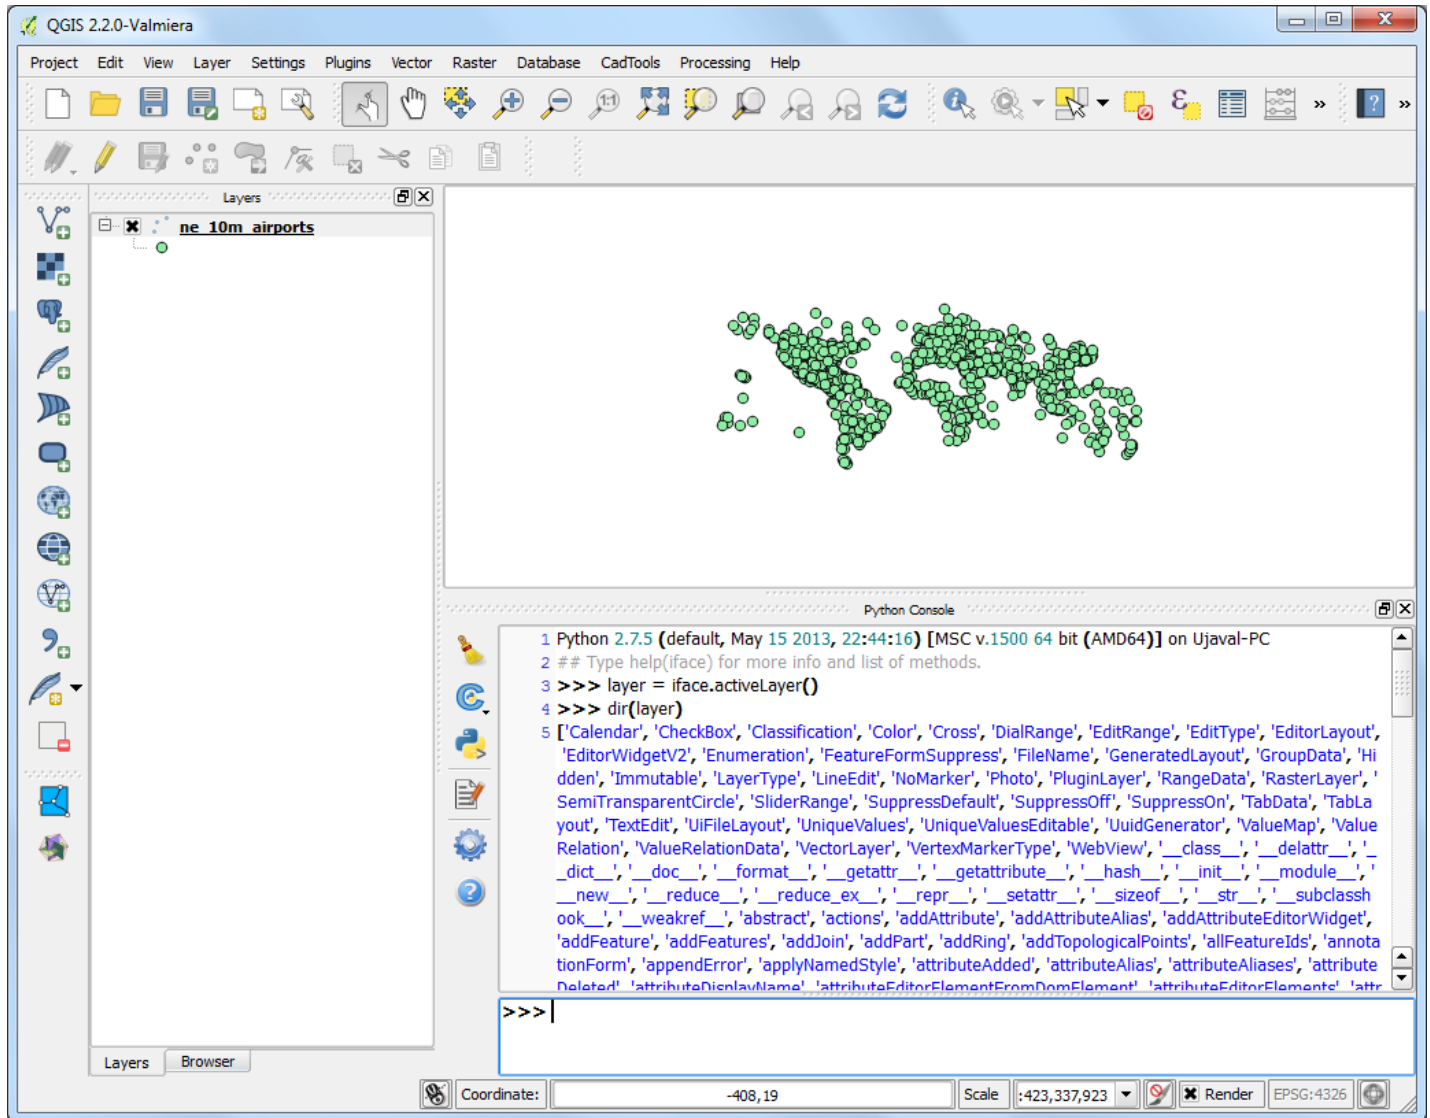 QGIS 2.2.0-Valmiera
Project Edit View Layer Settings Plugins Vector Raster Database CadTools Processing Help
1:1
ε
?
»
»
Layers
ne_10m_airports
Python Console
1 Python 2.7.5 (default, May 15 2013, 22:44:16) [MSC v.1500 64 bit (AMD64)] on Ujaval-PC
2 ## Type help(iface) for more info and list of methods.
3 >>> layer = iface.activeLayer()
4 >>> dir(layer)
5 ['Calendar', 'CheckBox', 'Classification', 'Color', 'Cross', 'DialRange', 'EditRange', 'EditType', 'EditorLayout',
'EditorWidgetV2', 'Enumeration', 'FeatureFormSuppress', 'FileName', 'GeneratedLayout', 'GroupData', 'Hi
dden', 'Immutable', 'LayerType', 'LineEdit', 'NoMarker', 'Photo', 'PluginLayer', 'RangeData', 'RasterLayer', '
SemiTransparentCircle', 'SliderRange', 'SuppressDefault', 'SuppressOff', 'SuppressOn', 'TabData', 'TabLa
yout', 'TextEdit', 'UiFileLayout', 'UniqueValues', 'UniqueValuesEditable', 'UuidGenerator', 'ValueMap', 'Value
Relation', 'ValueRelationData', 'VectorLayer', 'VertexMarkerType', 'WebView', '__class__', '__delattr__', '_
_dict__', '__doc__', '__format__', '__getattr__', '__getattribute__', '__hash__', '__init__', '__module__', '
__new__', '__reduce__', '__reduce_ex__', '__repr__', '__setattr__', '__sizeof__', '__str__', '__subclassh
ook__', '__weakref__', 'abstract', 'actions', 'addAttribute', 'addAttributeAlias', 'addAttributeEditorWidget',
'addFeature', 'addFeatures', 'addJoin', 'addPart', 'addRing', 'addTopologicalPoints', 'allFeatureIds', 'annota
tionForm', 'appendError', 'applyNamedStyle', 'attributeAdded', 'attributeAlias', 'attributeAliases', 'attribute
Deleted', 'attributeDisplayName', 'attributeEditorElementFromDomElement', 'attributeEditorElements', 'attr
>>>
Layers Browser
Coordinate: -408,19 Scale :423,337,923 Render EPSG:4326